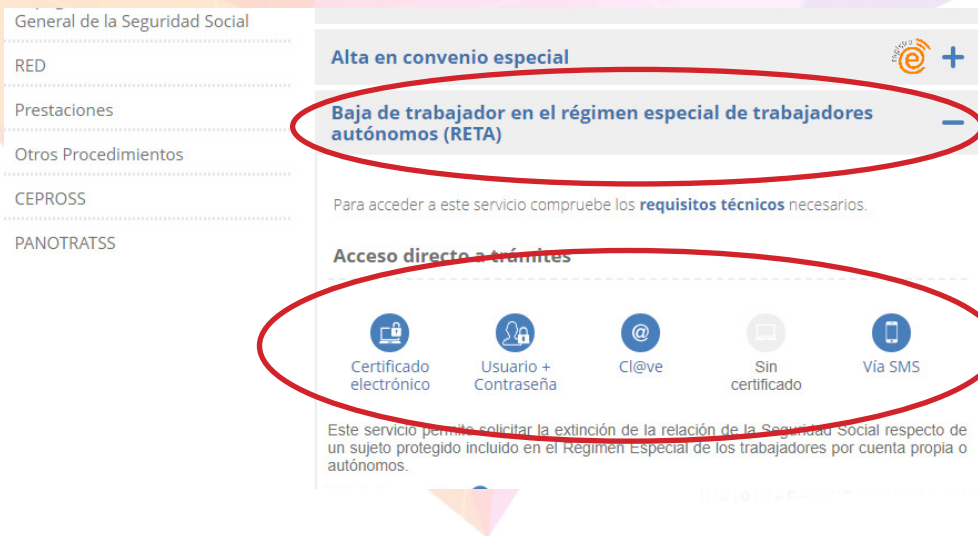 General de la Seguridad Social
RED
Prestaciones
Otros Procedimientos
CEPROSS
PANOTRATSS
Alta en convenio especial
Baja de trabajador en el régimen especial de trabajadores
autónomos (RETA)
Para acceder a este servicio compruebe los requisitos técnicos necesarios.
Acceso directo a trámites
Certificado
electrónico
Usuario +
Contraseña
Cl@ve
Sin
certificado
Vía SMS
Este servicio permite solicitar la extinción de la relación de la Seguridad Social respecto de
un sujeto protegido incluido en el Régimen Especial de los trabajadores por cuenta propia o
autónomos.